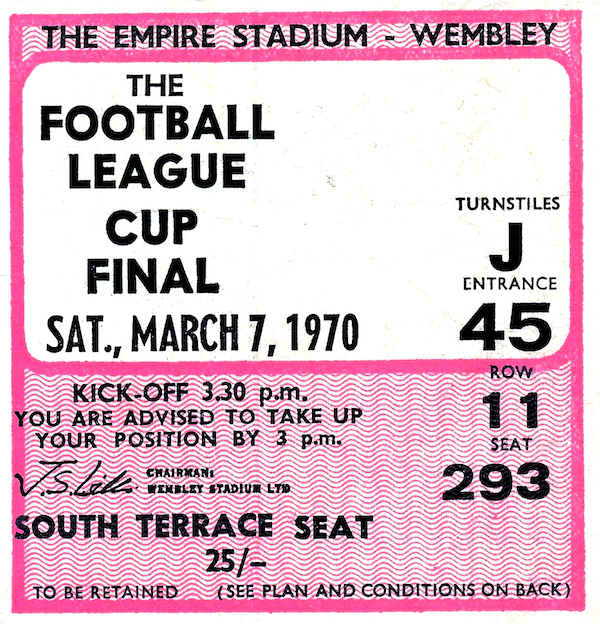 THE EMPIRE STADIUM - WEMBLEY
THE
FOOTBALL
LEAGUE
CUP
FINAL
SAT., MARCH 7, 1970
TURNSTILES
J
ENTRANCE
45
ROW
11
SEAT
293
KICK-OFF 3.30 p.m.
YOU ARE ADVISED TO TAKE UP
YOUR POSITION BY 3 p.m.
CHAIRMAN:
WEMBLEY STADIUM LTD
SOUTH TERRACE SEAT
25/-
TO BE RETAINED (SEE PLAN AND CONDITIONS ON BACK)